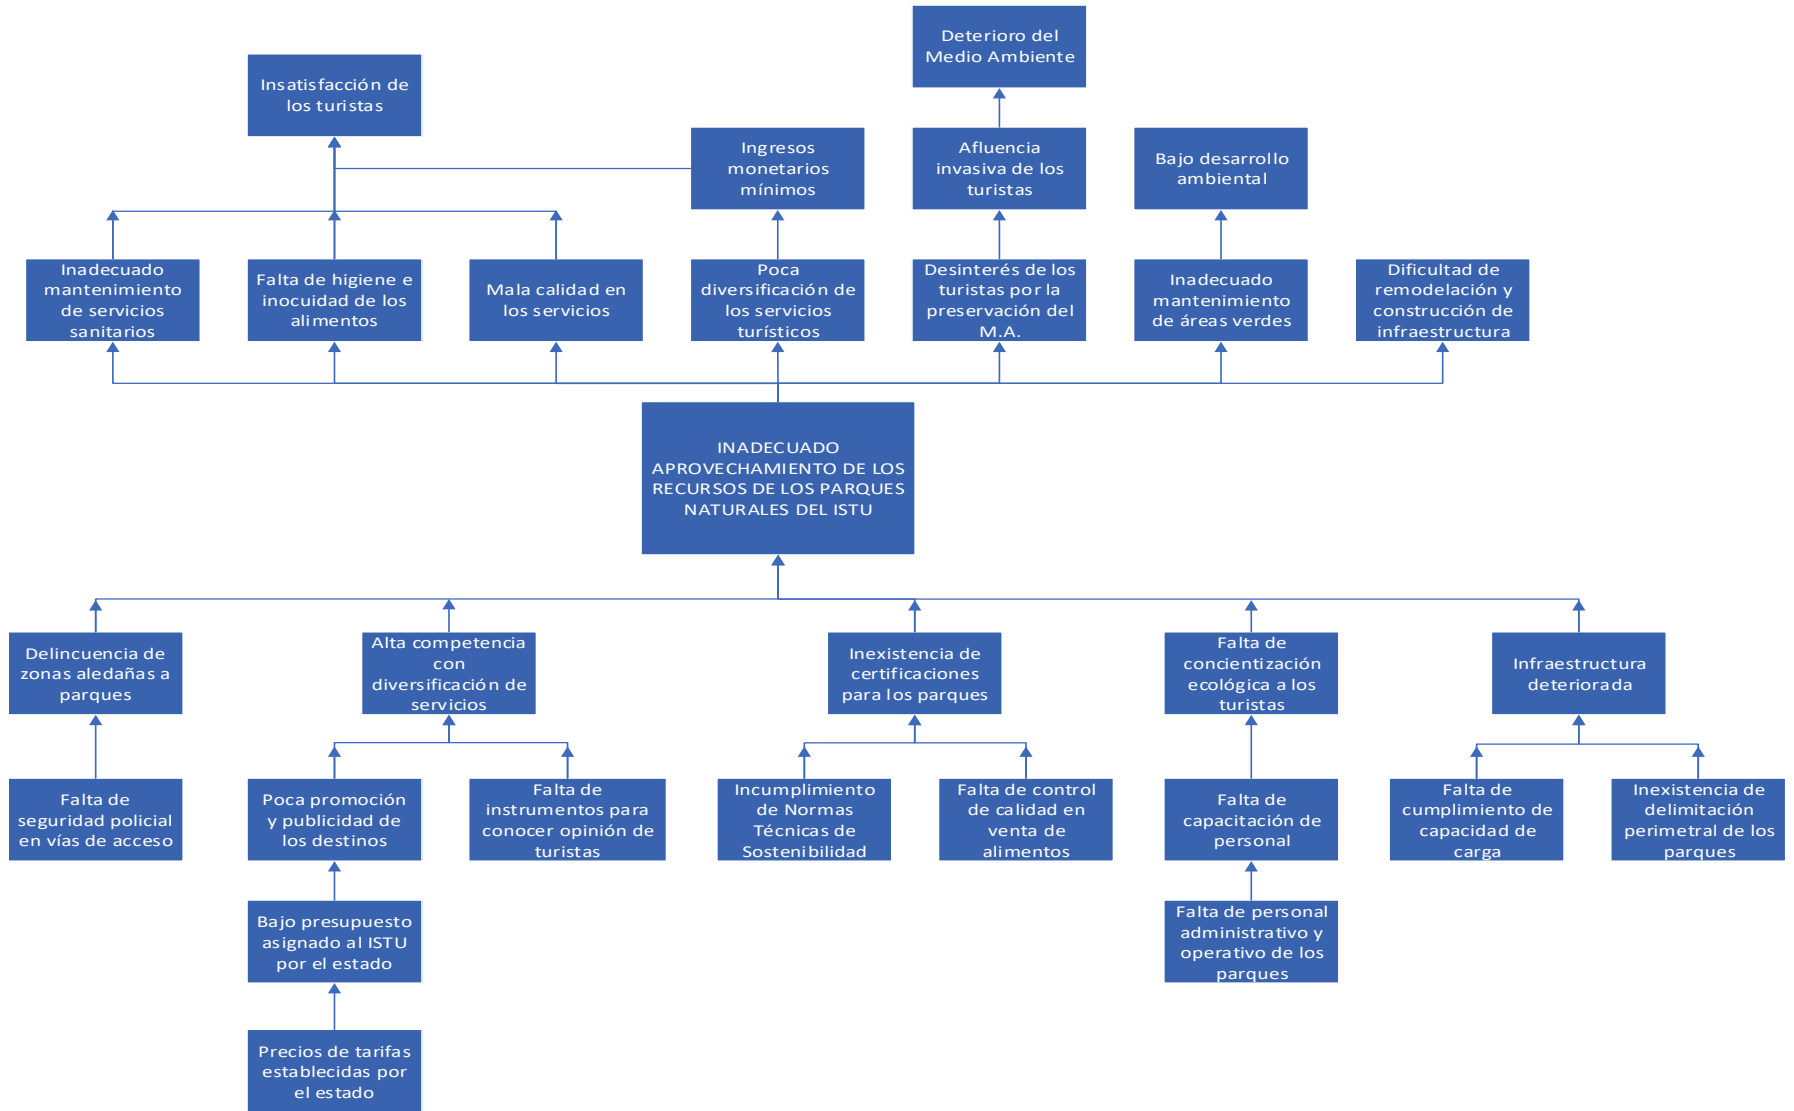 Deterioro del
Medio Ambiente
Insatisfacción de
los turistas
Ingresos
monetarios
mínimos
Afluencia
invasiva de los
turistas
Bajo desarrollo
ambiental
Inadecuado
mantenimiento
de servicios
sanitarios
Falta de higiene e
inocuidad de los
alimentos
Mala calidad en
los servicios
Poca
diversificación de
los servicios
turísticos
Desinterés de los
turistas por la
preservación del
M.A.
Inadecuado
mantenimiento
de áreas verdes
Dificultad de
remodelación y
construcción de
infraestructura
INADECUADO
APROVECHAMIENTO DE LOS
RECURSOS DE LOS PARQUES
NATURALES DEL ISTU
Delincuencia de
zonas aledañas a
parques
Alta competencia
con
diversificación de
servicios
Inexistencia de
certificaciones
para los parques
Falta de
concientización
ecológica a los
turistas
Infraestructura
deteriorada
Falta de
seguridad policial
en vías de acceso
Poca promoción
y publicidad de
los destinos
Falta de
instrumentos para
conocer opinión de
turistas
Incumplimiento
de Normas
Técnicas de
Sostenibilidad
Falta de control
de calidad en
venta de
alimentos
Falta de
capacitación de
personal
Falta de
cumplimiento de
capacidad de
carga
Inexistencia de
delimitación
perimetral de los
parques
Bajo presupuesto
asignado al ISTU
por el estado
Falta de personal
administrativo y
operativo de los
parques
Precios de tarifas
establecidas por
el estado